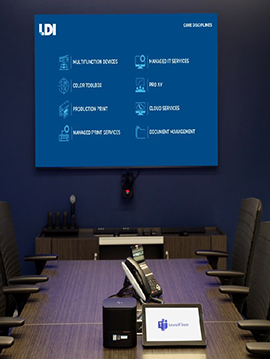 LDI
CORE DISCIPLINES
MULTIFUNCTION DEVICES
MANAGED IT SERVICES
COLOR TOOLBOX
PRO AV
PRODUCTION PRINT
CLOUD SERVICES
MANAGED PRINT SERVICES
DOCUMENT MANAGEMENT
Microsoft Teams